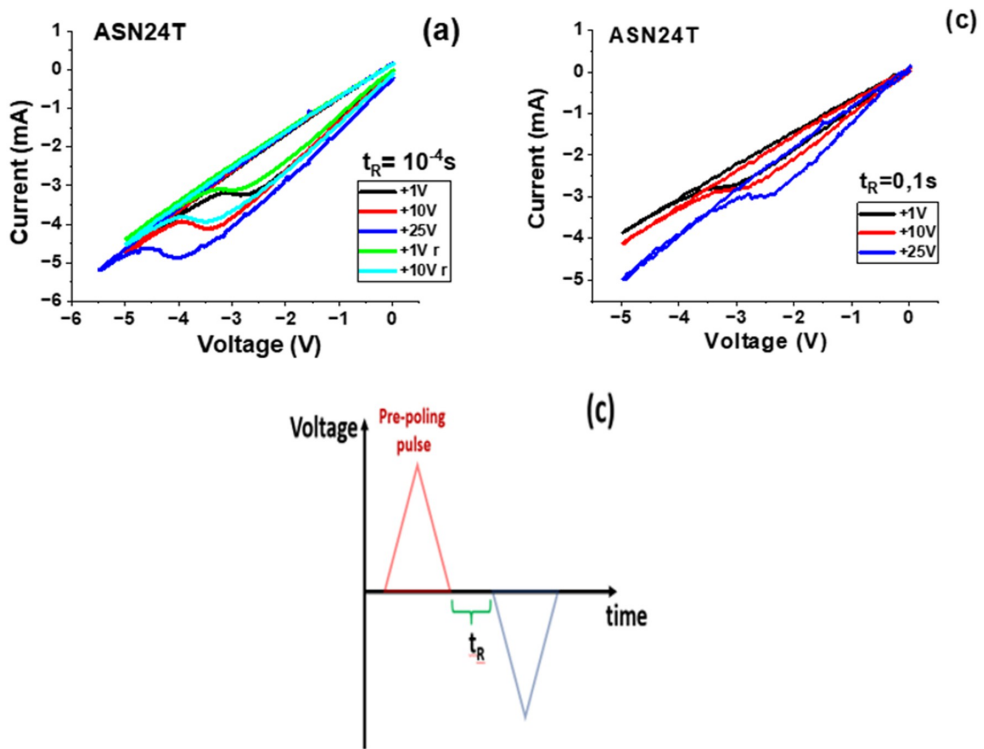 ASN24T
(a)
Current (mA)
1
0
−1
−2
−3
−4
−5
−6
tR= 10-4s
+1V
+10V
+25V
+1V r
+10V r
−6 −5 −4 −3 −2 −1 0
Voltage (V)
(c)
ASN24T
Current (mA)
1
0
−1
−2
−3
−4
−5
tR=0,1s
+1V
+10V
+25V
−5 −4 −3 −2 −1 0
Voltage (V)
(c)
Voltage
Pre-poling
pulse
time
tR